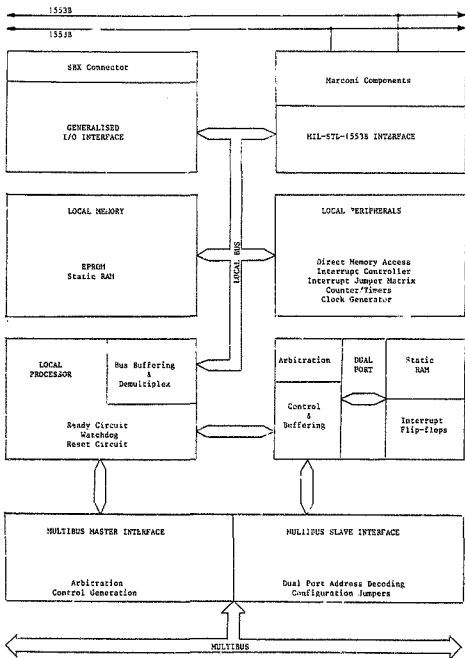 1553B
1553B
SBX Connector
GENERALISED
I/O INTERFACE
Marconi Components
MIL-STD-1553B INTERFACE
LOCAL MEMORY
EPROM
Static RAM
LOCAL BUS
LOCAL PERIPHERALS
Direct Memory Access
Interrupt Controller
Interrupt Jumper Matrix
Counter/Timers
Clock Generator
LOCAL
PROCESSOR
Bus Buffering
&
Demultiplex
Ready Circuit
Watchdog
Reset Circuit
Arbitration
Control
&
Buffering
DUAL
PORT
Static
RAM
Interrupt
Flip-flops
MULTIBUS MASTER INTERFACE
Arbitration
Control Generation
MULTIBUS SLAVE INTERFACE
Dual Port Address Decoding
Configuration Jumpers
MULTIBUS